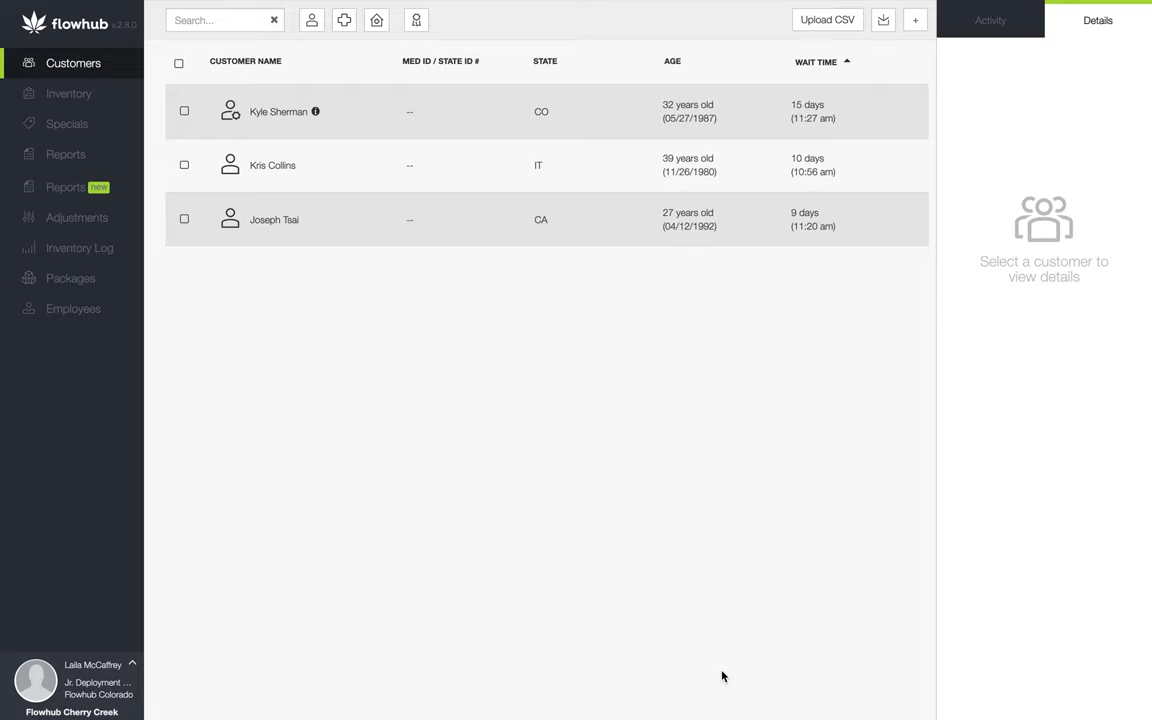 flowhub v.2.8.0
Customers
Inventory
Specials
Reports
Reports new
Adjustments
Inventory Log
Packages
Employees
Laila McCaffrey
Jr. Deployment ...
Flowhub Colorado
Flowhub Cherry Creek
Search...
Upload CSV
+
CUSTOMER NAME MED ID / STATE ID # STATE AGE WAIT TIME
Kyle Sherman -- CO 32 years old 15 days
(05/27/1987) (11:27 am)
Kris Collins -- IT 39 years old 10 days
(11/26/1980) (10:56 am)
Joseph Tsai -- CA 27 years old 9 days
(04/12/1992) (11:20 am)
Activity Details
Select a customer to
view details